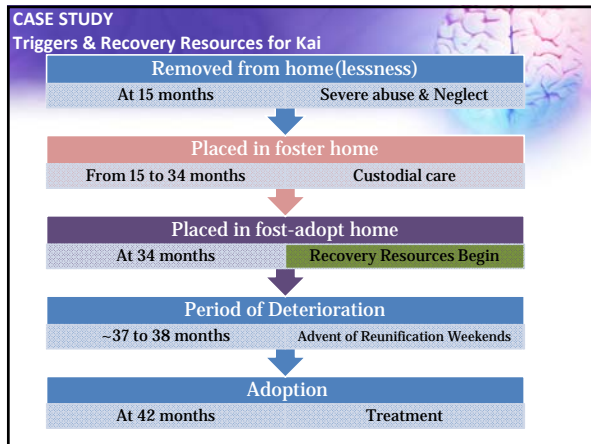 CASE STUDY
Triggers & Recovery Resources for Kai
Removed from home(lessness)
At 15 months Severe abuse & Neglect
Placed in foster home
From 15 to 34 months Custodial care
Placed in fost-adopt home
At 34 months Recovery Resources Begin
Period of Deterioration
~37 to 38 months Advent of Reunification Weekends
Adoption
At 42 months Treatment